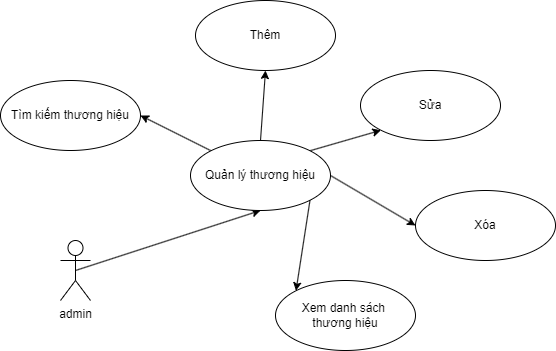 Thêm
Tìm kiếm thương hiệu
Sửa
Quản lý thương hiệu
Xóa
admin
Xem danh sách
thương hiệu